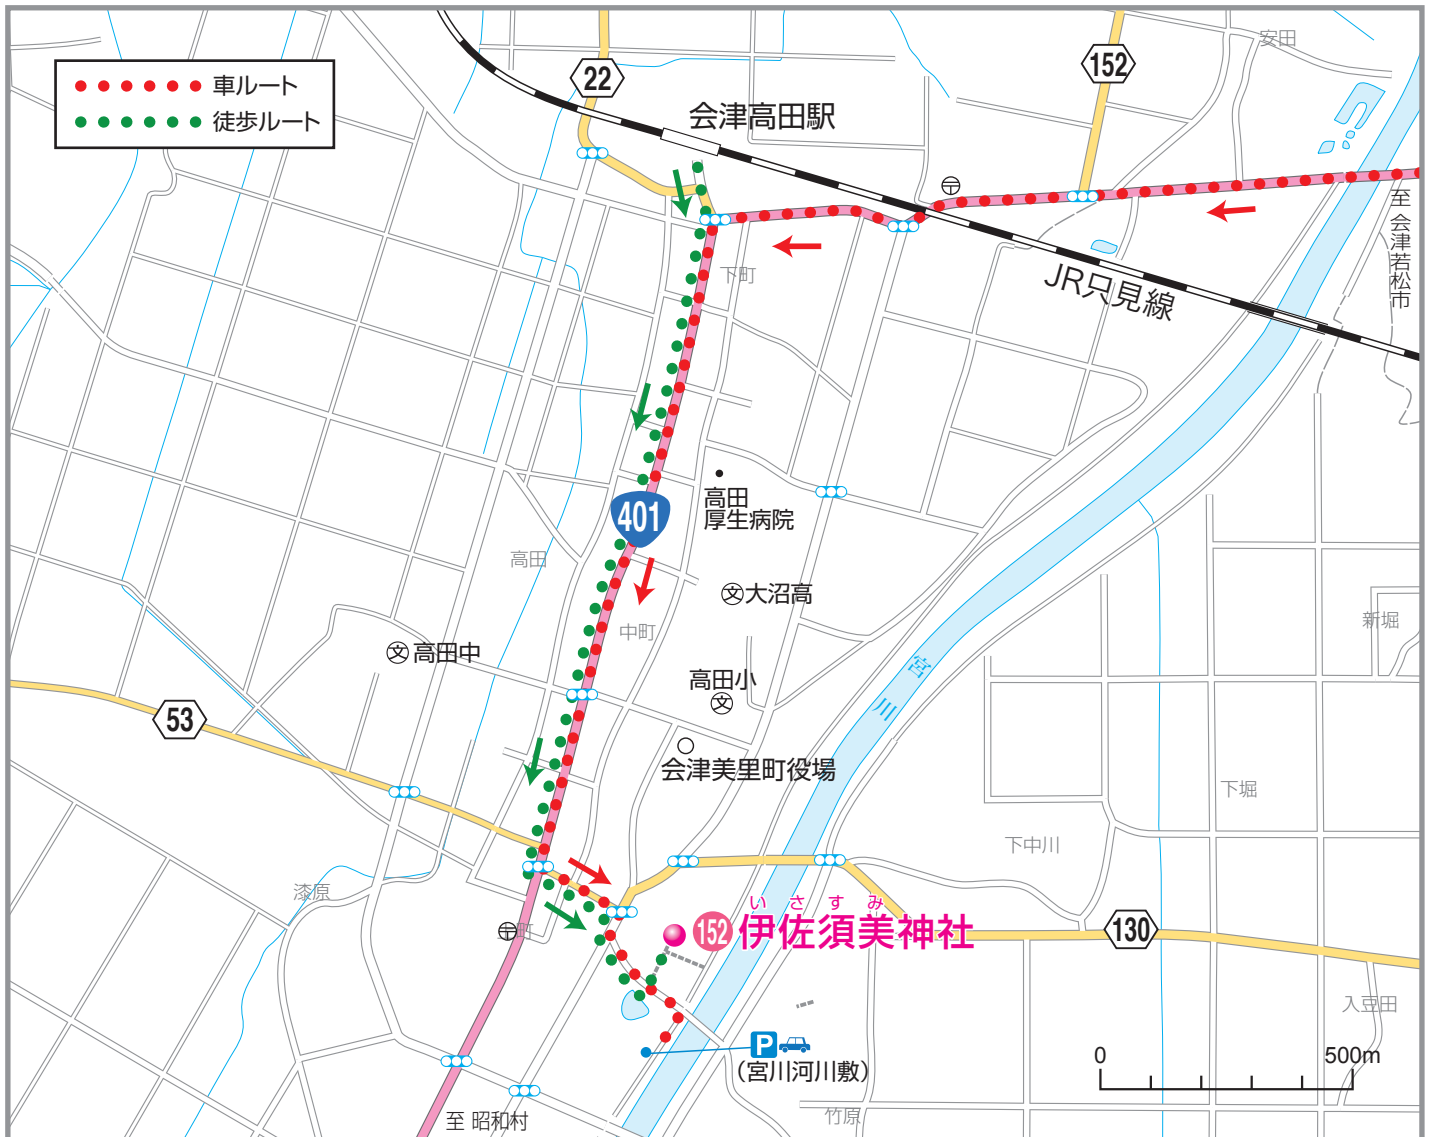 車ルート
徒歩ルート
22
152
安田
会津高田駅
至 会津若松市
下町
JR只見線
401
高田
厚生病院
高田
大沼高
文
中町
新堀
文
高田中
高田小
文
宮川
53
会津美里町役場
下堀
下中川
漆原
いさすみ
152 伊佐須美神社
130
町
入豆田
P
(宮川河川敷)
0 500m
竹原
至 昭和村